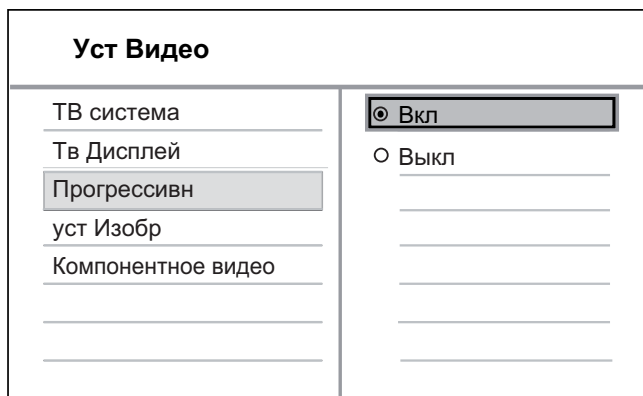 Уст Видео
ТВ система
Тв Дисплей
Прогрессивн
уст Изобр
Компонентное видео
Вкл
Выкл